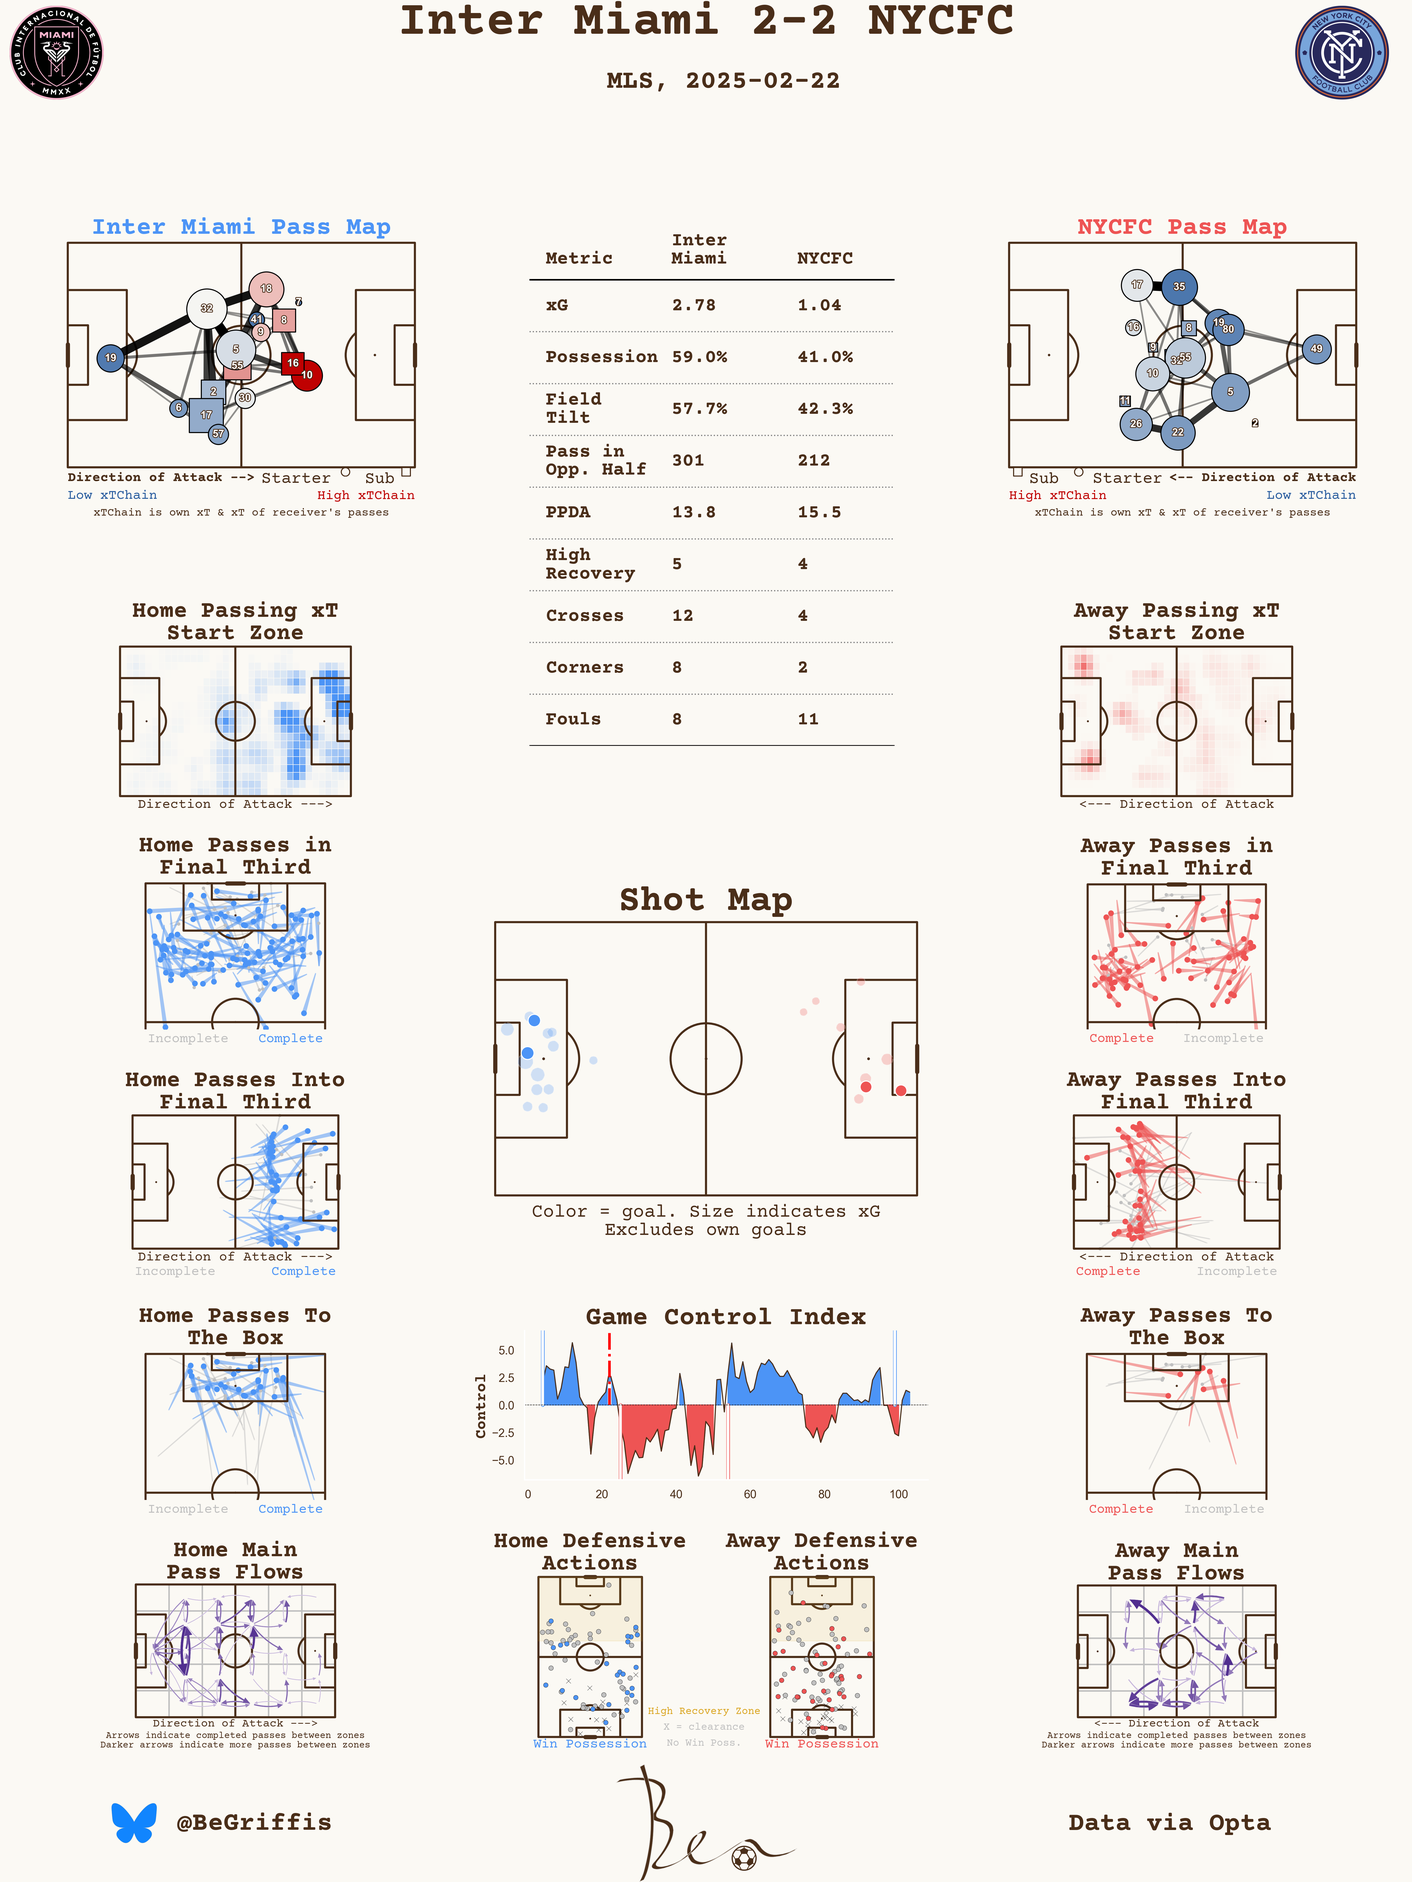 Inter Miami 2-2 NYCFC
MLS, 2025-02-22
CLUB INTERNACIONAL DE FÚTBOL
MIAMI
MMXX
NEW YORK CITY
NYC
FOOTBALL CLUB
Inter Miami Pass Map
18
7
32
41
8
9
19
5
55
16
10
2
30
6
17
57
Direction of Attack --> Starter Sub
Low xTChain High xTChain
xTChain is own xT & xT of receiver's passes
Metric Inter Miami NYCFC
xG 2.78 1.04
Possession 59.0% 41.0%
Field Tilt 57.7% 42.3%
Pass in Opp. Half 301 212
PPDA 13.8 15.5
High Recovery 5 4
Crosses 12 4
Corners 8 2
Fouls 8 11
NYCFC Pass Map
17
35
16
8
19
80
9
32
55
49
10
5
11
26
22
2
Sub Starter <-- Direction of Attack
High xTChain Low xTChain
xTChain is own xT & xT of receiver's passes
Home Passing xT
Start Zone
Direction of Attack --->
Away Passing xT
Start Zone
<--- Direction of Attack
Home Passes in
Final Third
Incomplete Complete
Away Passes in
Final Third
Complete Incomplete
Shot Map
Color = goal. Size indicates xG
Excludes own goals
Home Passes Into
Final Third
Direction of Attack --->
Incomplete Complete
Away Passes Into
Final Third
<--- Direction of Attack
Complete Incomplete
Home Passes To
The Box
Incomplete Complete
Game Control Index
Control
5.0
2.5
0.0
−2.5
−5.0
0 20 40 60 80 100
Away Passes To
The Box
Complete Incomplete
Home Main
Pass Flows
Direction of Attack --->
Arrows indicate completed passes between zones
Darker arrows indicate more passes between zones
Home Defensive
Actions
Win Possession
High Recovery Zone
X = clearance
No Win Poss.
Away Defensive
Actions
Win Possession
Away Main
Pass Flows
<--- Direction of Attack
Arrows indicate completed passes between zones
Darker arrows indicate more passes between zones
@BeGriffis
Ben
Data via Opta